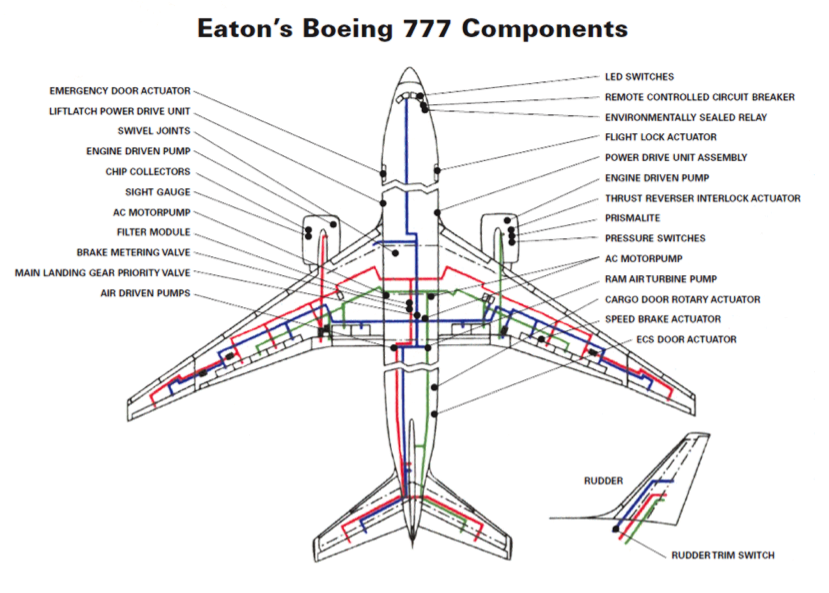 Eaton's Boeing 777 Components
EMERGENCY DOOR ACTUATOR
LIFTLATCH POWER DRIVE UNIT
SWIVEL JOINTS
ENGINE DRIVEN PUMP
CHIP COLLECTORS
SIGHT GAUGE
AC MOTORPUMP
FILTER MODULE
BRAKE METERING VALVE
MAIN LANDING GEAR PRIORITY VALVE
AIR DRIVEN PUMPS
LED SWITCHES
REMOTE CONTROLLED CIRCUIT BREAKER
ENVIRONMENTALLY SEALED RELAY
FLIGHT LOCK ACTUATOR
POWER DRIVE UNIT ASSEMBLY
ENGINE DRIVEN PUMP
THRUST REVERSER INTERLOCK ACTUATOR
PRISMALITE
PRESSURE SWITCHES
AC MOTORPUMP
RAM AIR TURBINE PUMP
CARGO DOOR ROTARY ACTUATOR
SPEED BRAKE ACTUATOR
ECS DOOR ACTUATOR
RUDDER
RUDDER TRIM SWITCH